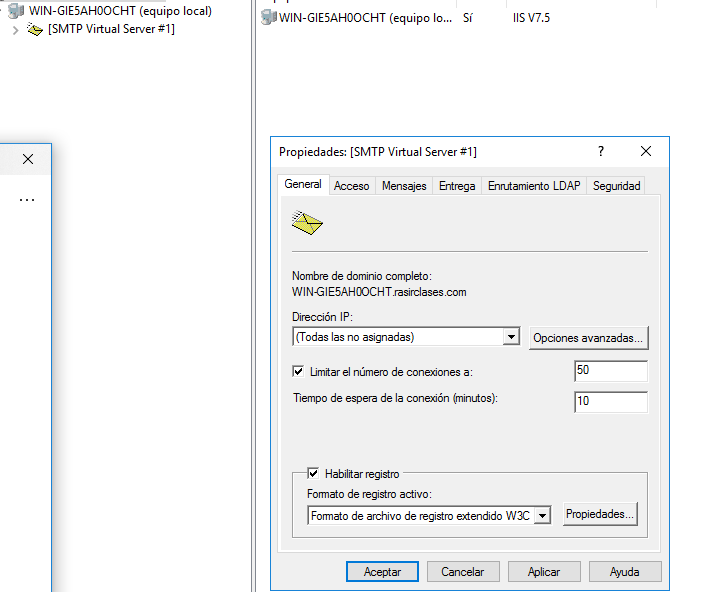 WIN-GIE5AH0OCHT (equipo local)
[SMTP Virtual Server #1]
WIN-GIE5AH0OCHT (equipo lo... Sí IIS V7.5
Propiedades: [SMTP Virtual Server #1] ?
General Acceso Mensajes Entrega Enrutamiento LDAP Seguridad
Nombre de dominio completo:
WIN-GIE5AH0OCHT.rasirclases.com
Dirección IP:
(Todas las no asignadas) Opciones avanzadas...
Limitar el número de conexiones a: 50
Tiempo de espera de la conexión (minutos): 10
Habilitar registro
Formato de registro activo:
Formato de archivo de registro extendido W3C Propiedades...
Aceptar Cancelar Aplicar Ayuda